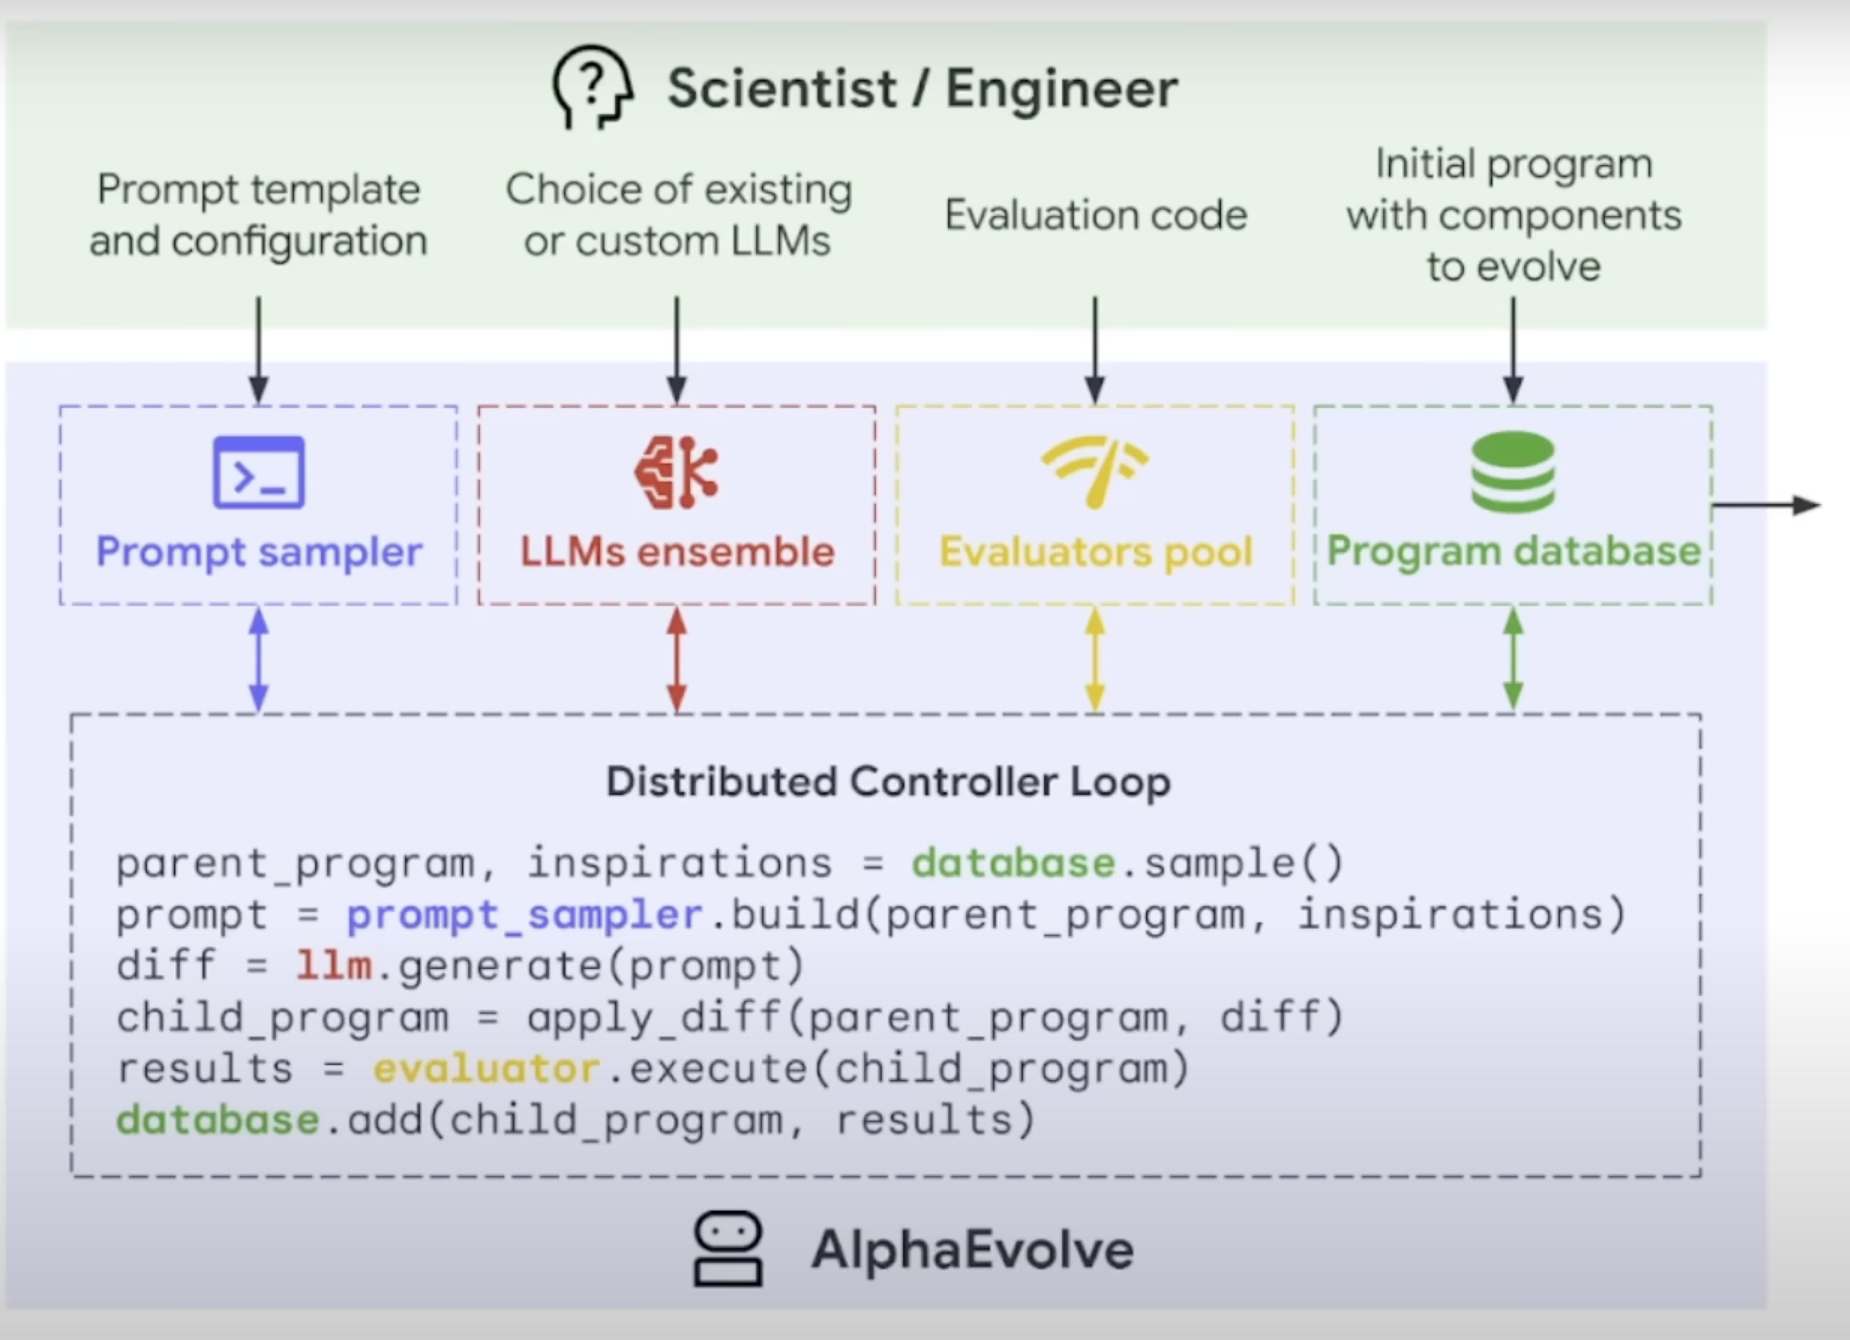 Scientist / Engineer
Prompt template
and configuration
Choice of existing
or custom LLMs
Evaluation code
Initial program
with components
to evolve
Prompt sampler
LLMs ensemble
Evaluators pool
Program database
Distributed Controller Loop
parent_program, inspirations = database.sample()
prompt = prompt_sampler.build(parent_program, inspirations)
diff = llm.generate(prompt)
child_program = apply_diff(parent_program, diff)
results = evaluator.execute(child_program)
database.add(child_program, results)
AlphaEvolve